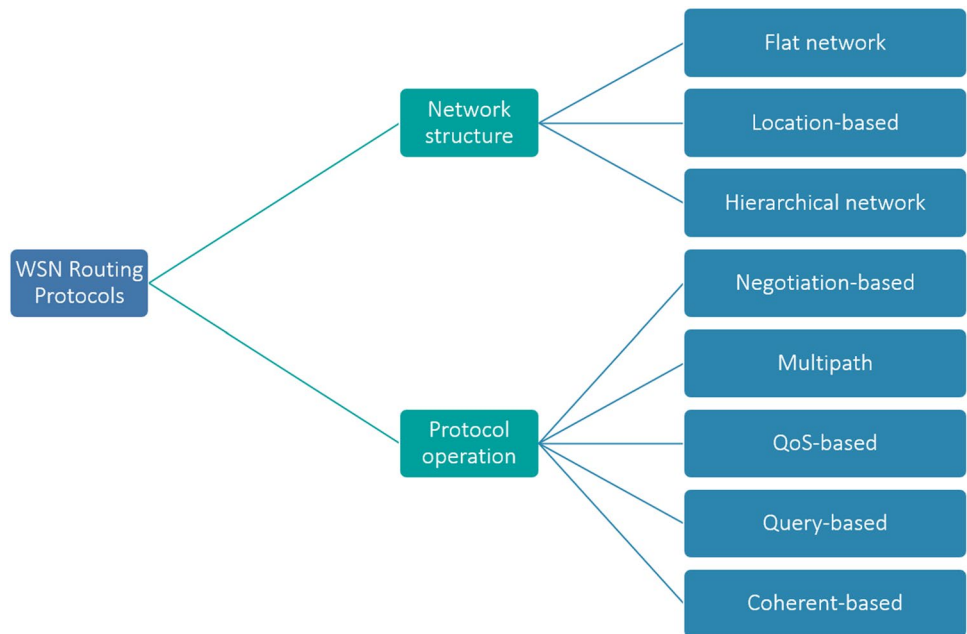 WSN Routing
Protocols
Network
structure
Protocol
operation
Flat network
Location-based
Hierarchical network
Negotiation-based
Multipath
QoS-based
Query-based
Coherent-based